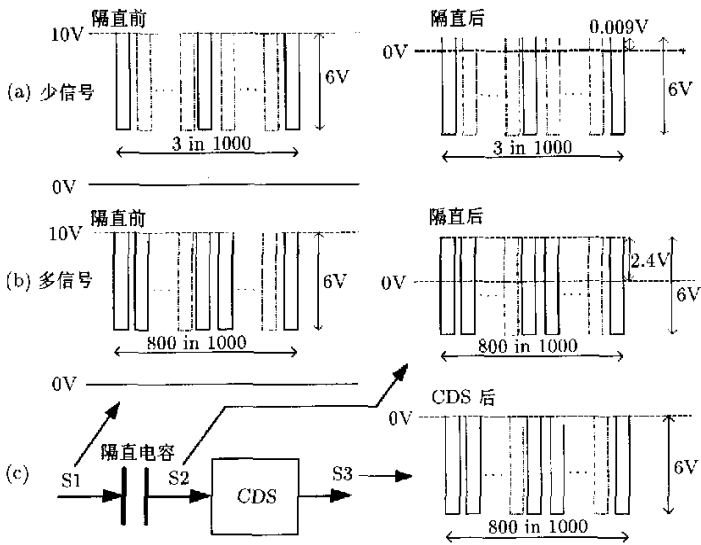 隔直前
隔直后
10V
0V
0.009V
(a) 少信号
6V
6V
3 in 1000
3 in 1000
0V
隔直前
隔直后
10V
(b) 多信号
6V
0V
2.4V
6V
800 in 1000
800 in 1000
0V
CDS 后
0V
隔直电容
(c)
S1
S2
CDS
S3
6V
800 in 1000